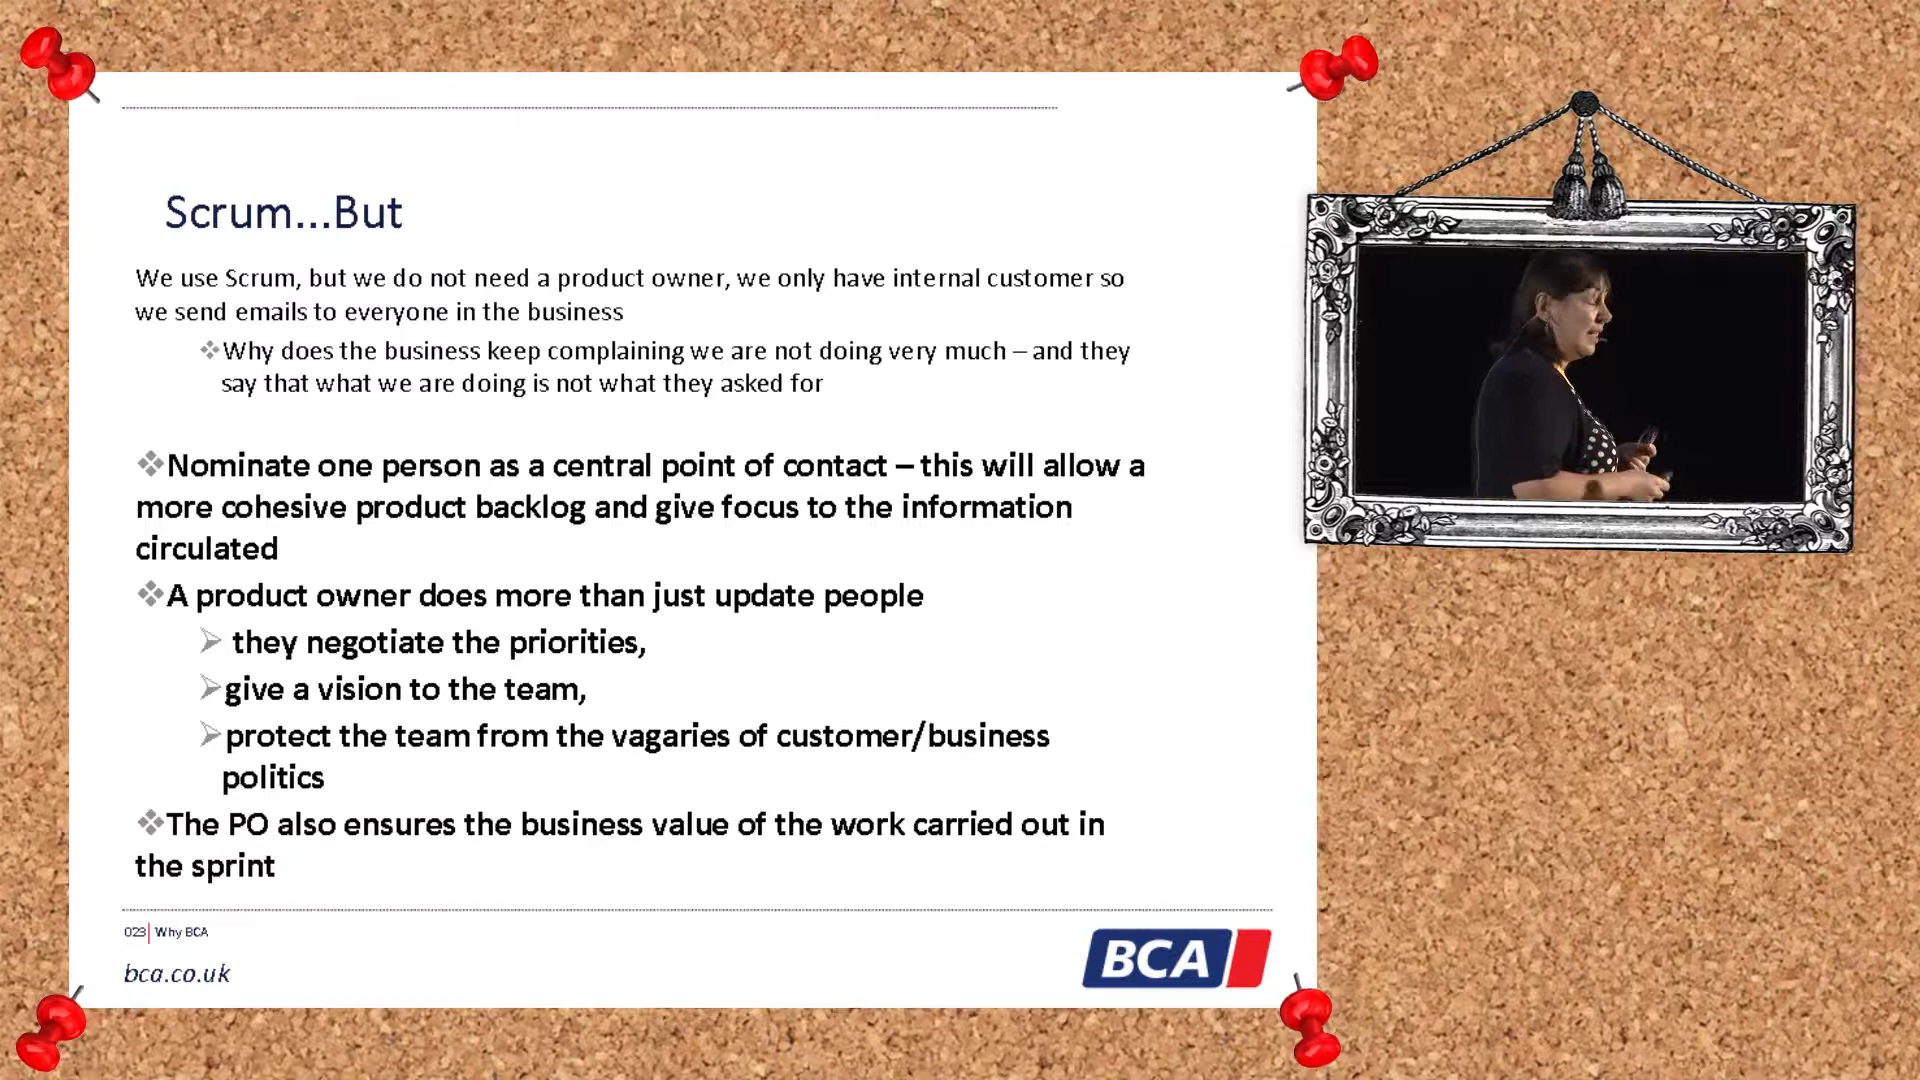 Scrum...But
We use Scrum, but we do not need a product owner, we only have internal customer so
we send emails to everyone in the business
❖Why does the business keep complaining we are not doing very much – and they
say that what we are doing is not what they asked for
❖Nominate one person as a central point of contact – this will allow a
more cohesive product backlog and give focus to the information
circulated
❖A product owner does more than just update people
➢ they negotiate the priorities,
➢give a vision to the team,
➢protect the team from the vagaries of customer/business
politics
❖The PO also ensures the business value of the work carried out in
the sprint
023| Why BCA
bca.co.uk
BCA